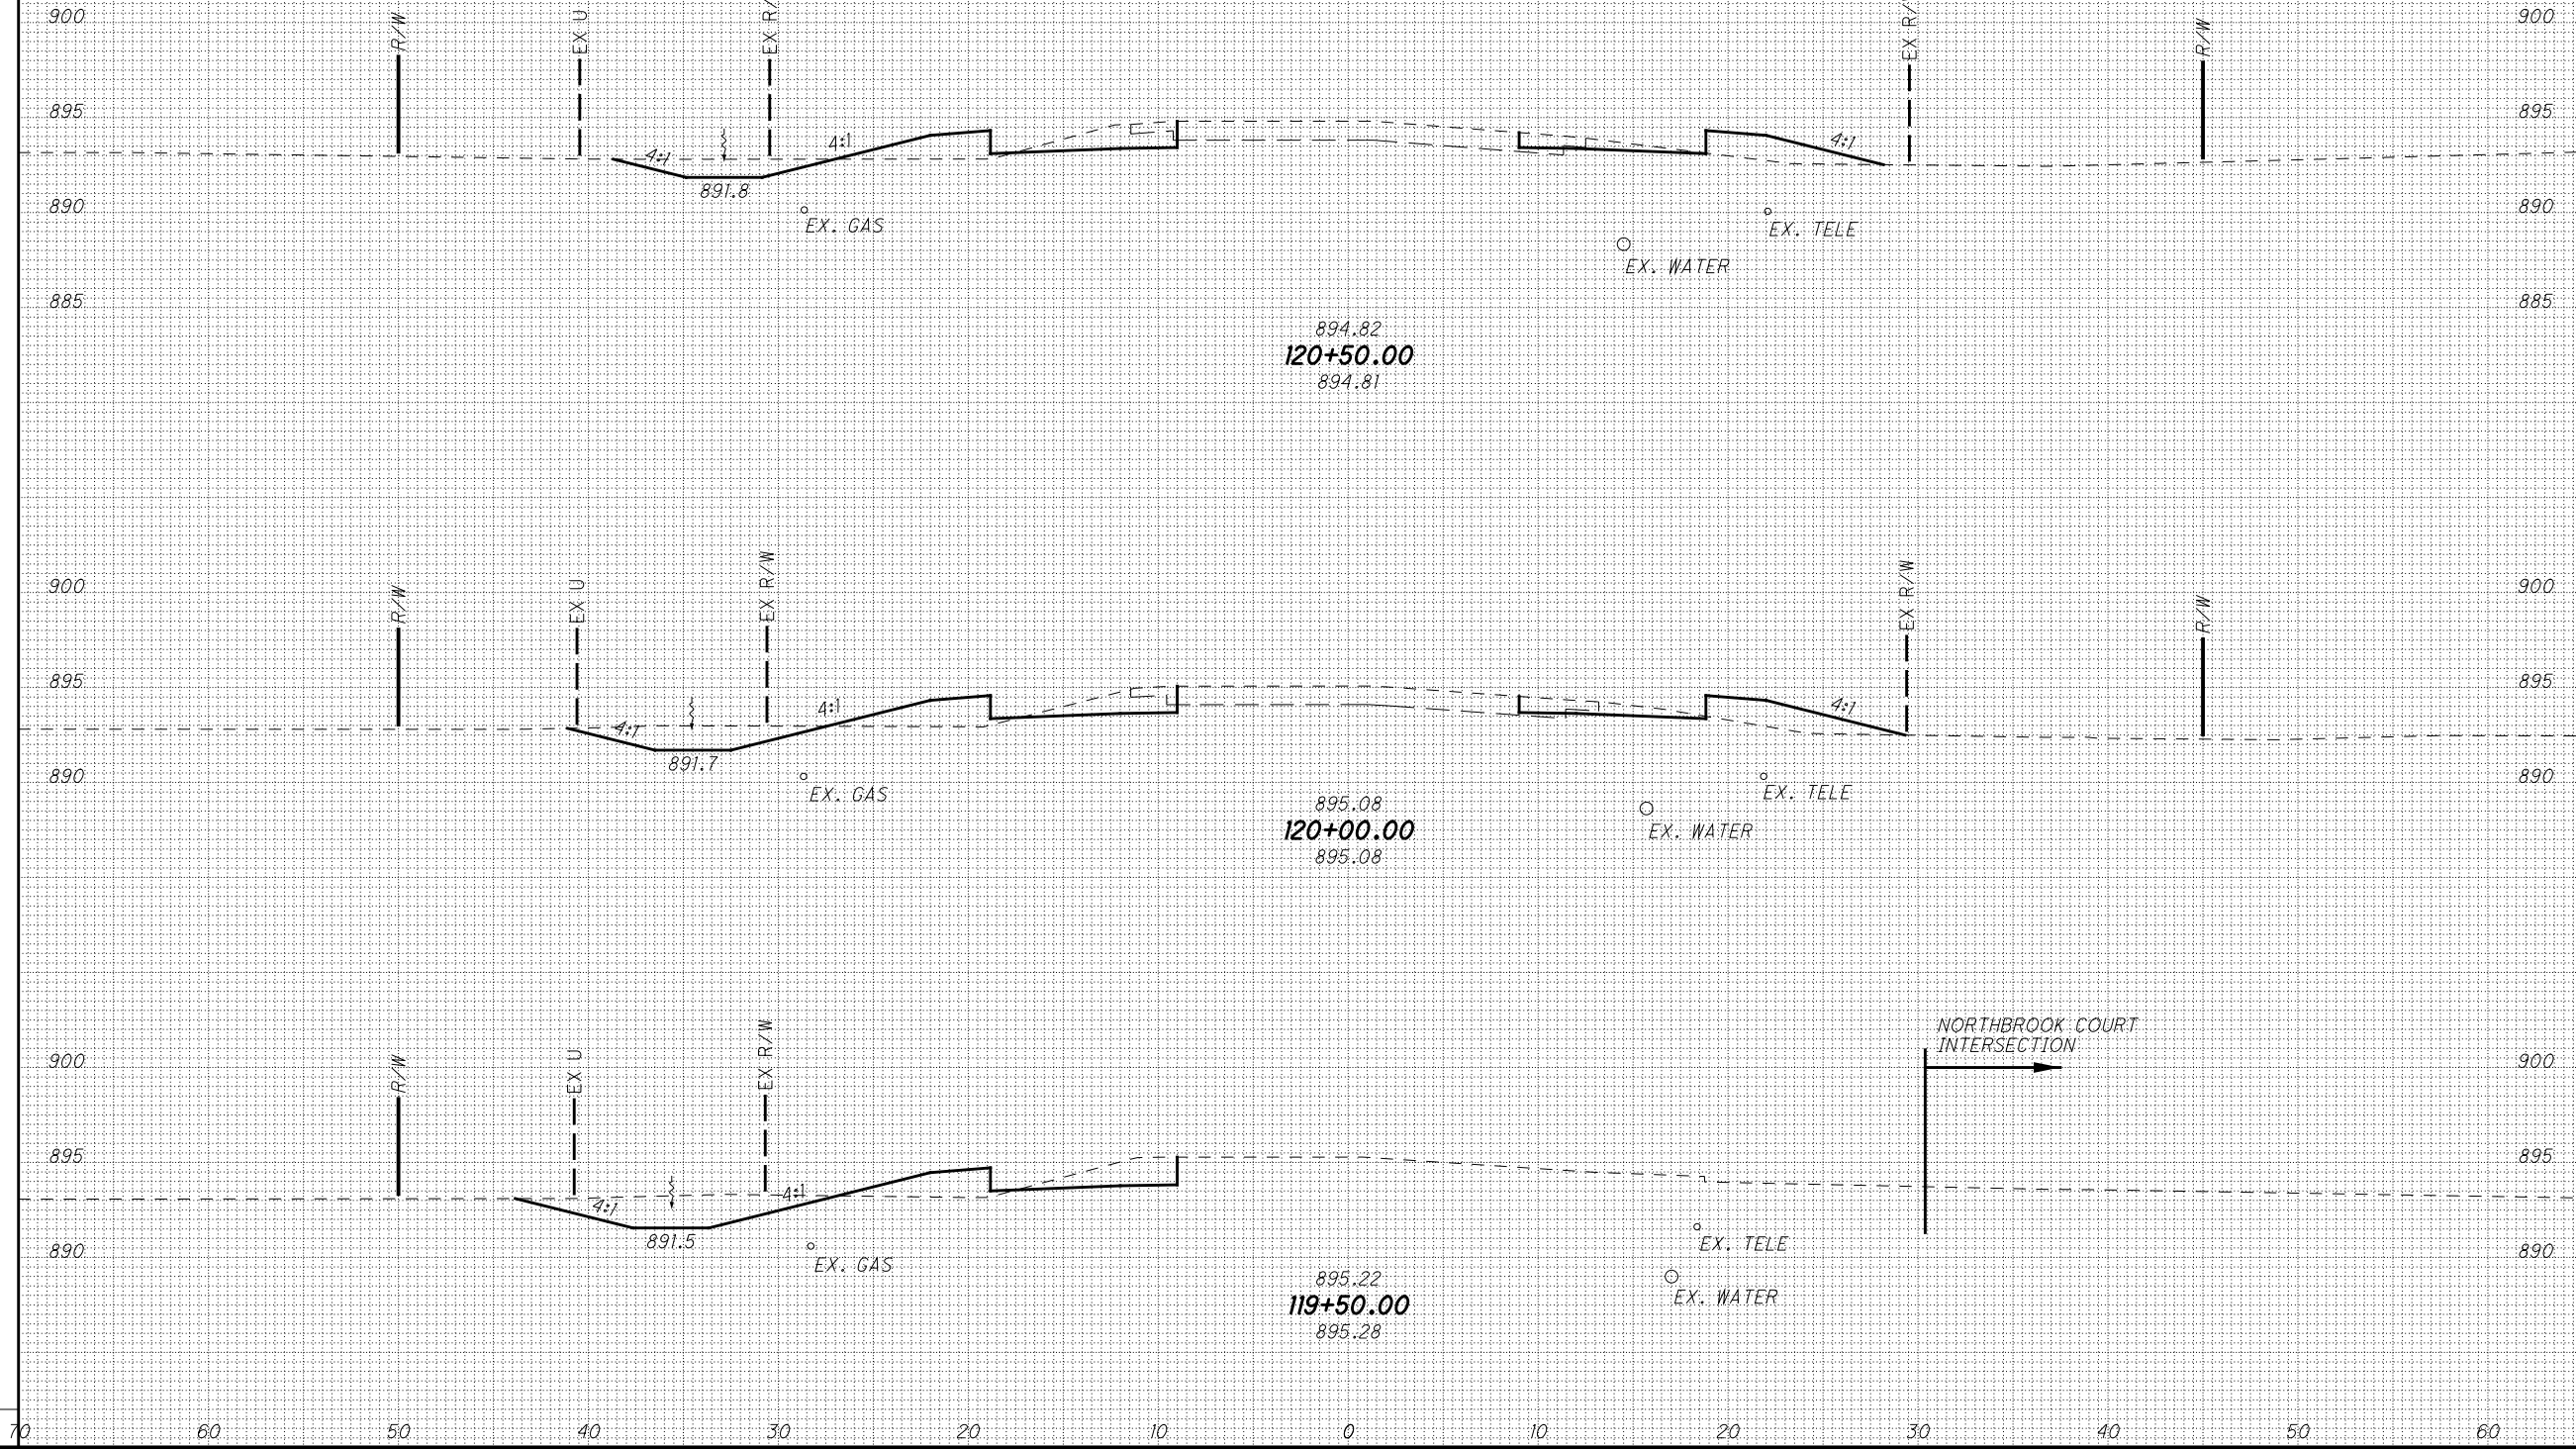 900 900
R/W EX U EX R/ EX R/ R/W
895 895
4:1 4:1 4:1
891.8
890 890
EX. GAS EX. TELE
EX. WATER
885 885
894.82
120+50.00
894.81
EX R/W EX R/W
900 900
R/W EX U R/W
895 895
4:1 4:1 4:1
891.7
890 890
EX. GAS EX. TELE
895.08
120+00.00 EX. WATER
895.08
NORTHBROOK COURT
INTERSECTION
900 900
R/W EX U EX R/W
895 895
4:1 4:1
891.5 EX. TELE
890 890
EX. GAS
895.22
119+50.00 EX. WATER
895.28
70 60 50 40 30 20 10 0 10 20 30 40 50 60